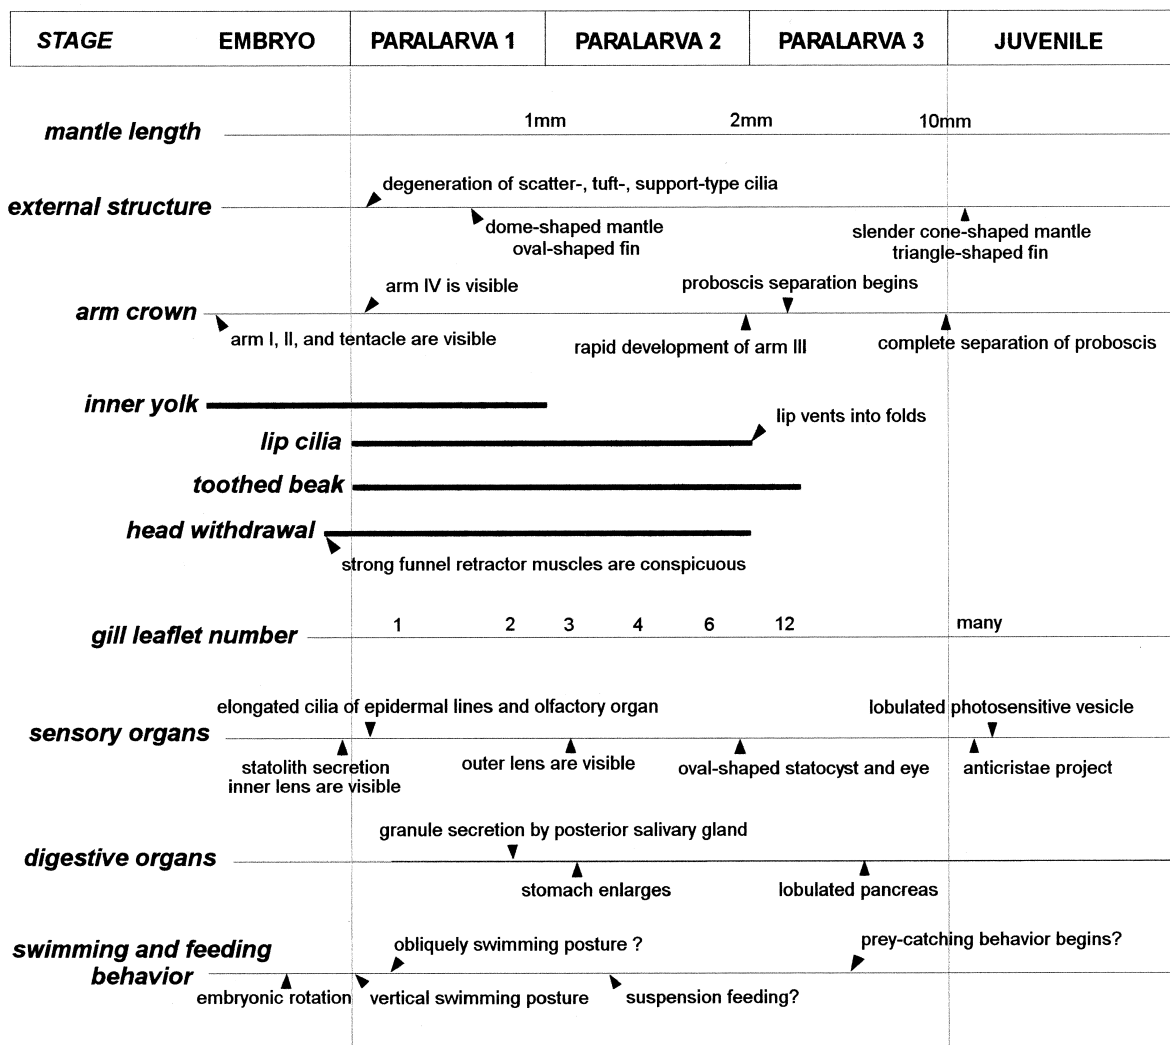 STAGE EMBRYO PARALARVA 1 PARALARVA 2 PARALARVA 3 JUVENILE
mantle length 1mm 2mm 10mm
degeneration of scatter-, tuft-, support-type cilia
external structure
dome-shaped mantle
oval-shaped fin
slender cone-shaped mantle
triangle-shaped fin
arm IV is visible
proboscis separation begins
arm crown
arm I, II, and tentacle are visible
rapid development of arm III
complete separation of proboscis
inner yolk
lip vents into folds
lip cilia
toothed beak
head withdrawal
strong funnel retractor muscles are conspicuous
gill leaflet number 1 2 3 4 6 12 many
elongated cilia of epidermal lines and olfactory organ
lobulated photosensitive vesicle
sensory organs
statolith secretion
inner lens are visible
outer lens are visible
oval-shaped statocyst and eye
anticristae project
granule secretion by posterior salivary gland
digestive organs
stomach enlarges
lobulated pancreas
swimming and feeding
behavior
obliquely swimming posture ?
prey-catching behavior begins?
embryonic rotation
vertical swimming posture
suspension feeding?